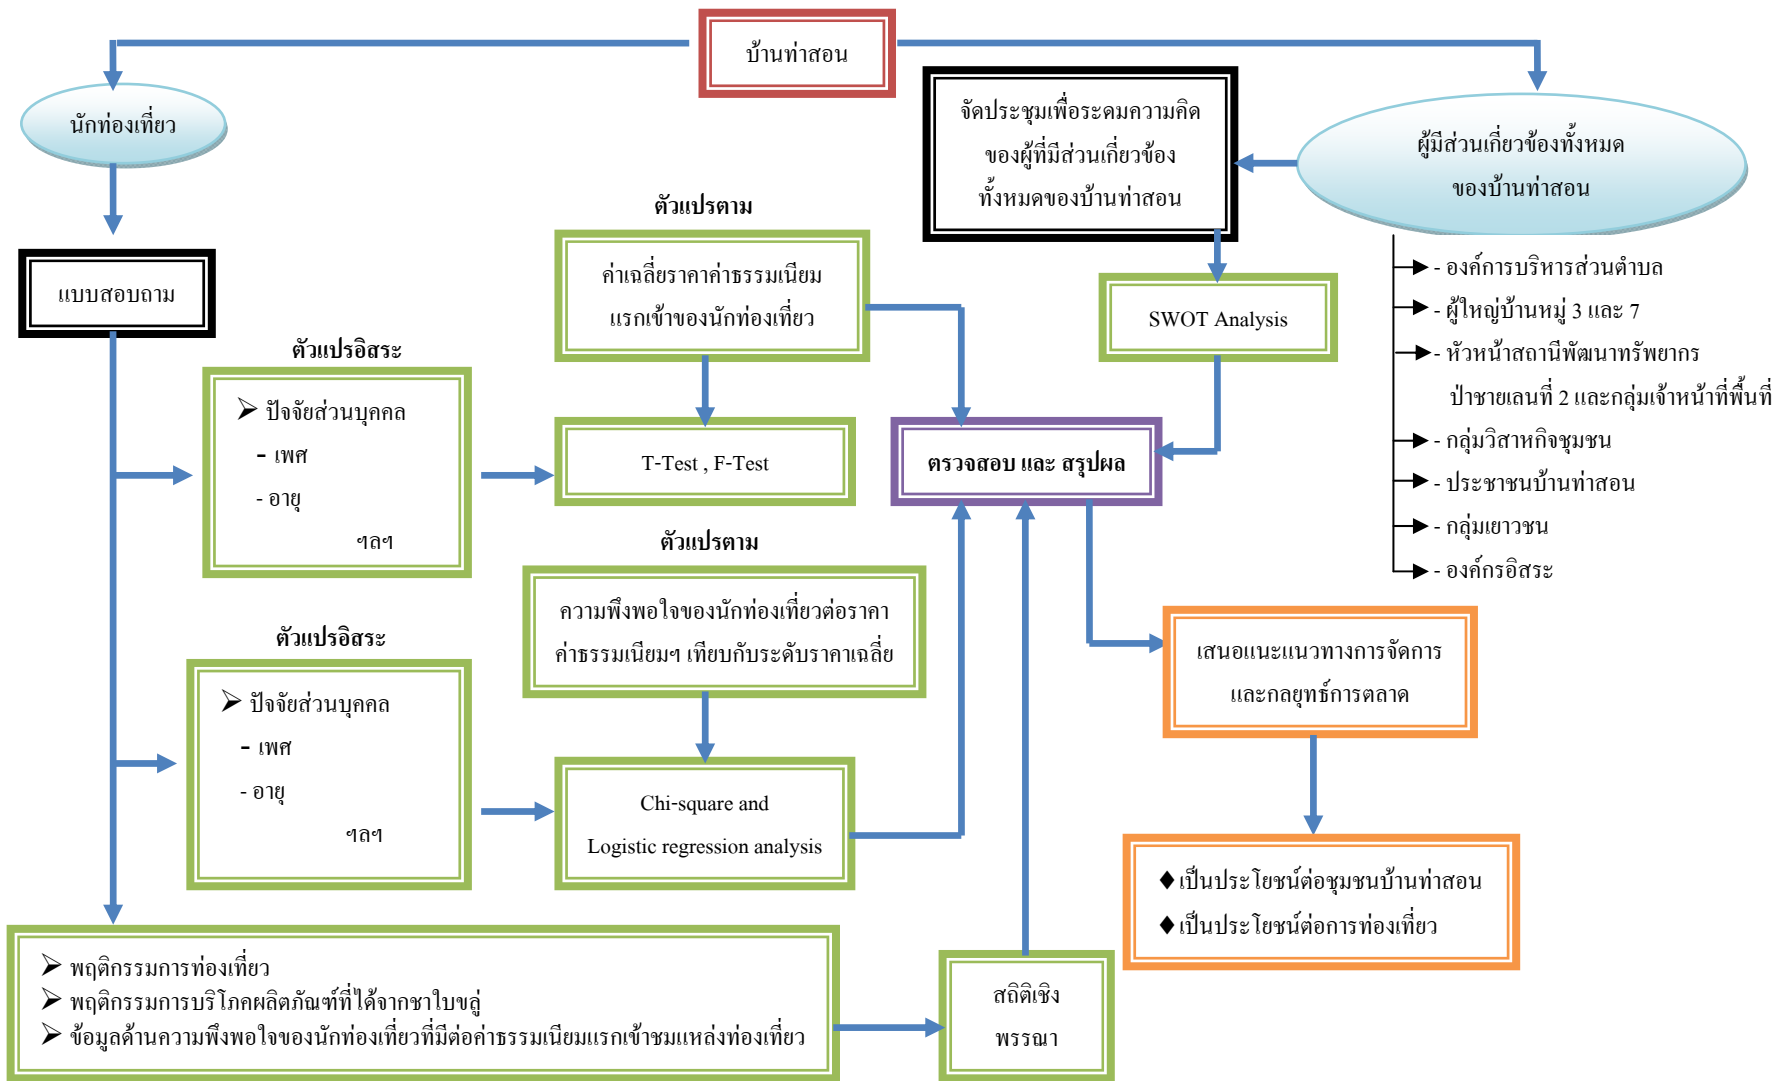 บ้านท่าสอน
นักท่องเที่ยว
จัดประชุมเพื่อระดมความคิด
ของผู้ที่มีส่วนเกี่ยวข้อง
ทั้งหมดของบ้านท่าสอน
ผู้มีส่วนเกี่ยวข้องทั้งหมด
ของบ้านท่าสอน
แบบสอบถาม
ตัวแปรตาม
ค่าเฉลี่ยราคาค่าธรรมเนียม
แรกเข้าของนักท่องเที่ยว
SWOT Analysis
- องค์การบริหารส่วนตำบล
- ผู้ใหญ่บ้านหมู่ 3 และ 7
- หัวหน้าสถานีพัฒนาทรัพยากร
ป่าชายเลนที่ 2 และกลุ่มเจ้าหน้าที่พื้นที่
- กลุ่มวิสาหกิจชุมชน
- ประชาชนบ้านท่าสอน
- กลุ่มเยาวชน
- องค์กรอิสระ
ตัวแปรอิสระ
➢ ปัจจัยส่วนบุคคล
- เพศ
- อายุ
ฯลฯ
T-Test , F-Test
ตรวจสอบ และ สรุปผล
ตัวแปรตาม
ความพึงพอใจของนักท่องเที่ยวต่อราคา
ค่าธรรมเนียมฯ เทียบกับระดับราคาเฉลี่ย
ตัวแปรอิสระ
➢ ปัจจัยส่วนบุคคล
- เพศ
- อายุ
ฯลฯ
Chi-square and
Logistic regression analysis
เสนอแนะแนวทางการจัดการ
และกลยุทธ์การตลาด
♦เป็นประโยชน์ต่อชุมชนบ้านท่าสอน
♦เป็นประโยชน์ต่อการท่องเที่ยว
➢ พฤติกรรมการท่องเที่ยว
➢ พฤติกรรมการบริโภคผลิตภัณฑ์ที่ได้จากชาใบขลู่
➢ ข้อมูลด้านความพึงพอใจของนักท่องเที่ยวที่มีต่อค่าธรรมเนียมแรกเข้าชมแหล่งท่องเที่ยว
สถิติเชิง
พรรณา